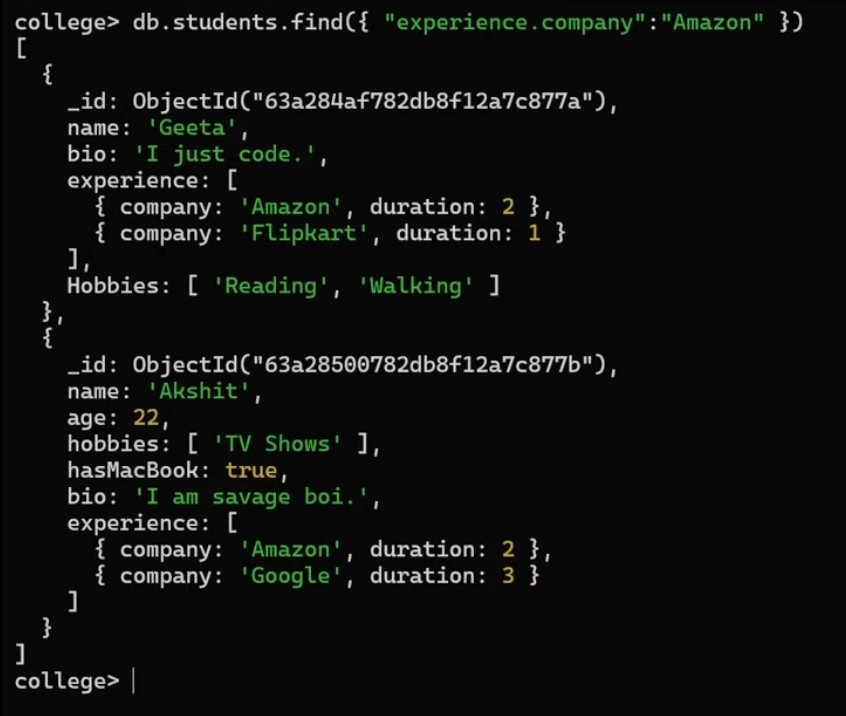 college> db.students.find({ "experience.company":"Amazon" })
[
  {
    _id: ObjectId("63a284af782db8f12a7c877a"),
    name: 'Geeta',
    bio: 'I just code.',
    experience: [
      { company: 'Amazon', duration: 2 },
      { company: 'Flipkart', duration: 1 }
    ],
    Hobbies: [ 'Reading', 'Walking' ]
  },
  {
    _id: ObjectId("63a28500782db8f12a7c877b"),
    name: 'Akshit',
    age: 22,
    hobbies: [ 'TV Shows' ],
    hasMacBook: true,
    bio: 'I am savage boi.',
    experience: [
      { company: 'Amazon', duration: 2 },
      { company: 'Google', duration: 3 }
    ]
  }
]
college>